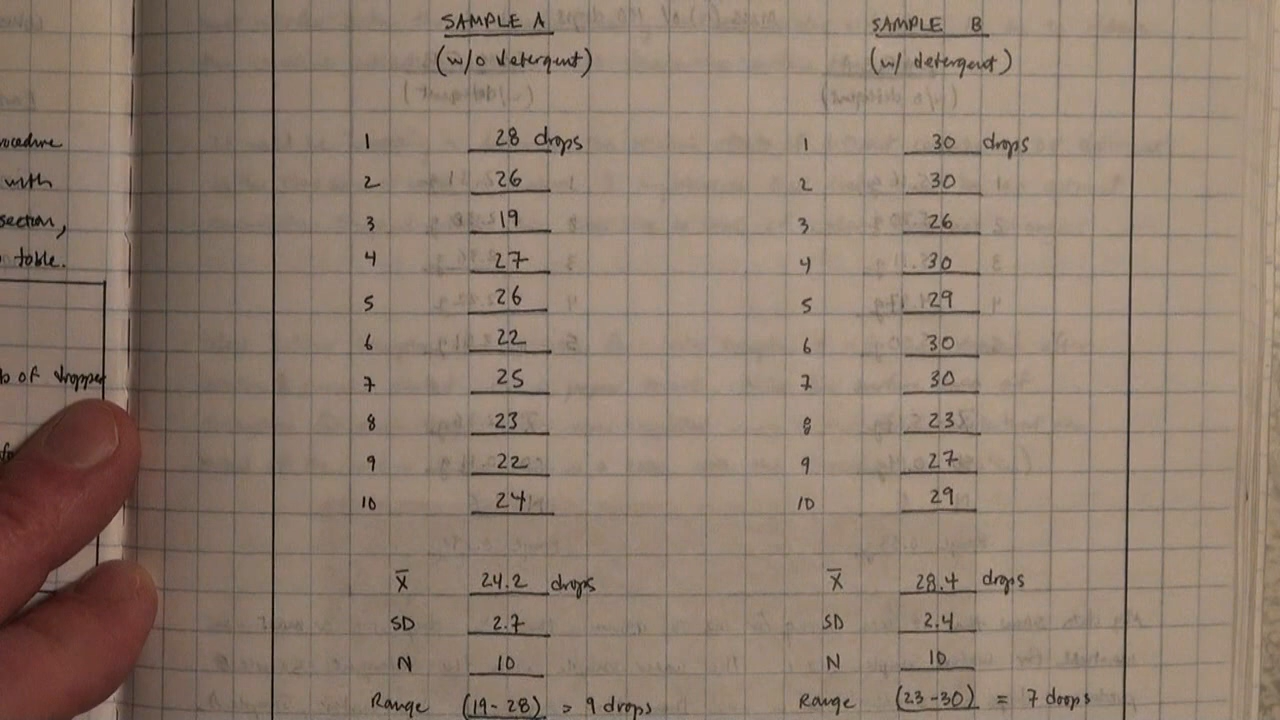 SAMPLE A SAMPLE B
(w/o detergent) (w/ detergent)
1 28 drops 1 30 drops
2 26 2 30
3 19 3 26
4 27 4 30
5 26 5 29
6 22 6 30
7 25 7 30
8 23 8 23
9 22 9 27
10 24 10 29
X̄ 24.2 drops X̄ 28.4 drops
SD 2.7 SD 2.4
N 10 N 10
Range (19-28) = 9 drops Range (23-30) = 7 drops
with
section,
table.
of dropped